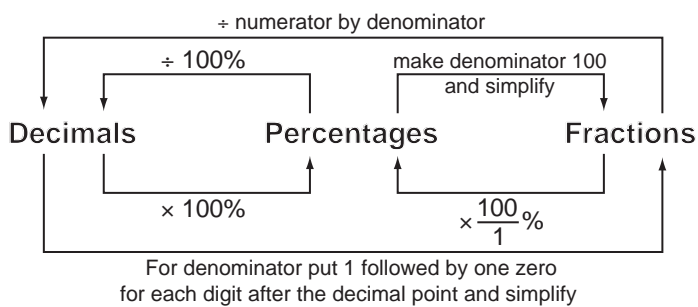 ÷ numerator by denominator
÷ 100%
make denominator 100
and simplify
Decimals
Percentages
Fractions
× 100%
× 100/1 %
For denominator put 1 followed by one zero
for each digit after the decimal point and simplify